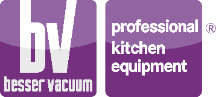 bv
besser vacuum
professional
kitchen
equipment
®